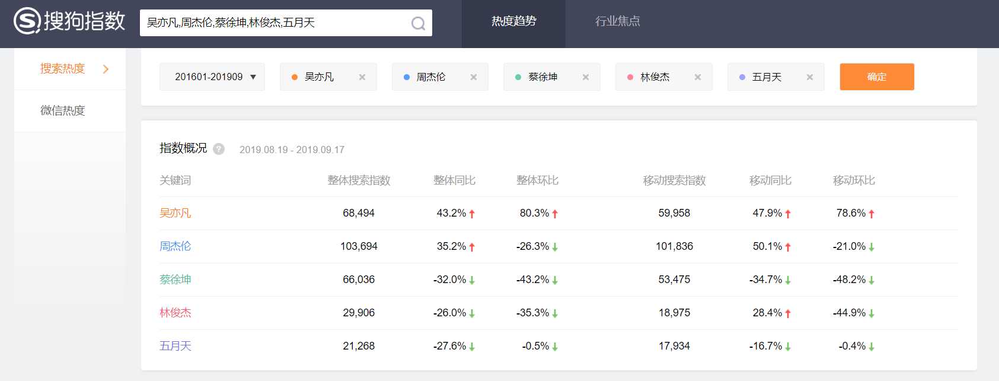 搜狗指数
吴亦凡,周杰伦,蔡徐坤,林俊杰,五月天
热度趋势
行业焦点
搜索热度
微信热度
201601-201909
吴亦凡
周杰伦
蔡徐坤
林俊杰
五月天
确定
指数概况 ? 2019.08.19 - 2019.09.17
关键词 整体搜索指数 整体同比 整体环比 移动搜索指数 移动同比 移动环比
吴亦凡 68,494 43.2% 80.3% 59,958 47.9% 78.6%
周杰伦 103,694 35.2% -26.3% 101,836 50.1% -21.0%
蔡徐坤 66,036 -32.0% -43.2% 53,475 -34.7% -48.2%
林俊杰 29,906 -26.0% -35.3% 18,975 28.4% -44.9%
五月天 21,268 -27.6% -0.5% 17,934 -16.7% -0.4%